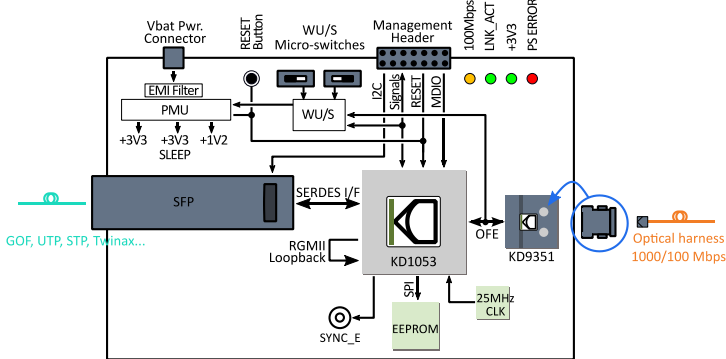 Vbat Pwr.
Connector
RESET
Button
WU/S
Micro-switches
Management
Header
100Mbps
LNK_ACT
+3V3
PS ERROR
EMI Filter
PMU
+3V3
+3V3
SLEEP
+1V2
WU/S
I2C
Signals
RESET
MDIO
SFP
SERDES I/F
GOF, UTP, STP, Twinax...
RGMII
Loopback
KD1053
OFE
KD9351
Optical harness
1000/100 Mbps
SPI
25MHz
CLK
SYNC_E
EEPROM